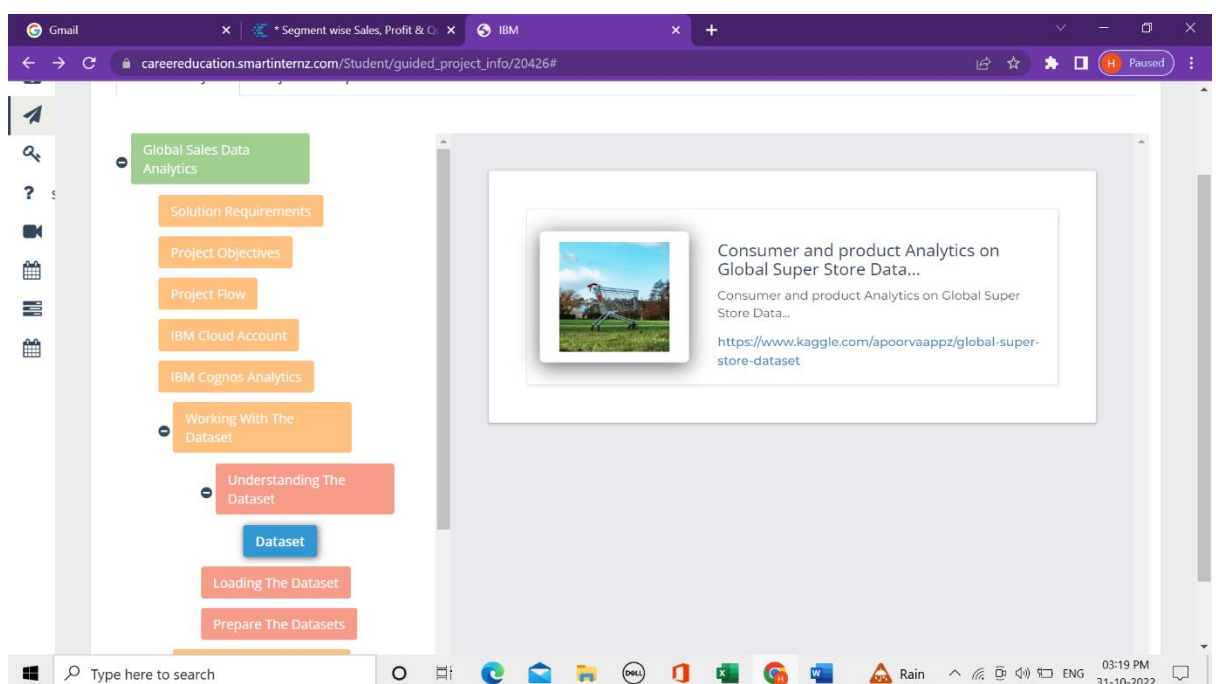 Gmail
* Segment wise Sales, Profit & Q
IBM
careereducation.smartinternz.com/Student/guided_project_info/20426#
H Paused
Global Sales Data
Analytics
Solution Requirements
Project Objectives
Project Flow
IBM Cloud Account
IBM Cognos Analytics
Working With The
Dataset
Understanding The
Dataset
Dataset
Loading The Dataset
Prepare The Datasets
Consumer and product Analytics on
Global Super Store Data...
Consumer and product Analytics on Global Super
Store Data...
https://www.kaggle.com/apoorvaappz/global-super-
store-dataset
Type here to search
DELL
Rain
ENG
03:19 PM
31-10-2022